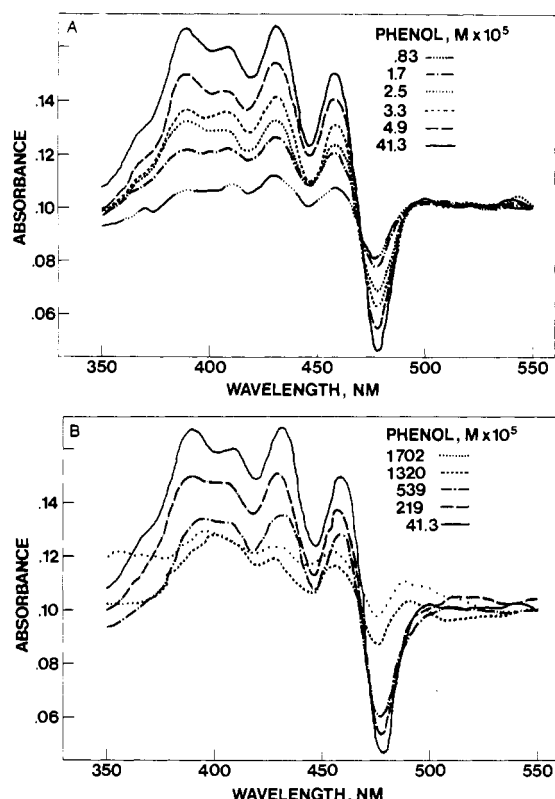 A
PHENOL, M x 10⁵
.83
1.7
2.5
3.3
4.9
41.3
ABSORBANCE
.14
.12
.10
.08
.06
350 400 450 500 550
WAVELENGTH, NM
B
PHENOL, M x 10⁵
1702
1320
539
219
41.3
ABSORBANCE
.14
.12
.10
.08
.06
350 400 450 500 550
WAVELENGTH, NM